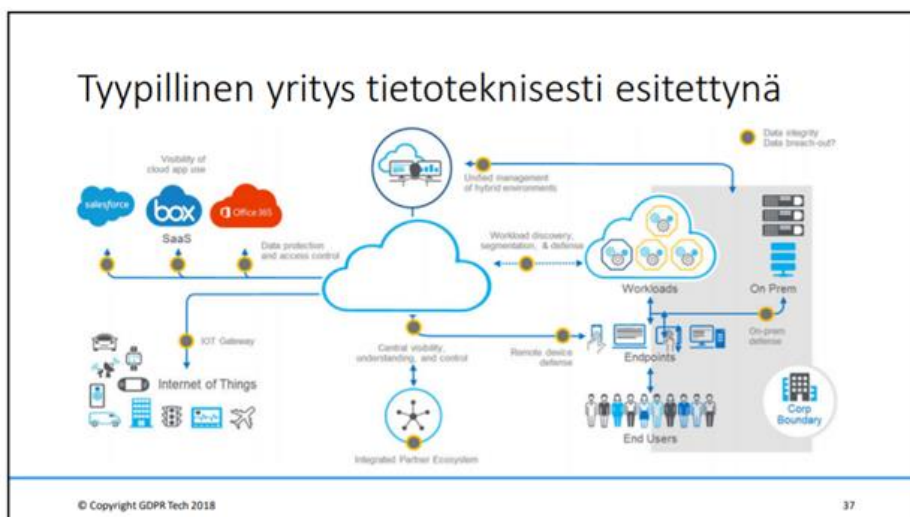 Tyypillinen yritys tietoteknisesti esitettynä
Visibility of
cloud app use
salesforce
box
Office 365
SaaS
Data protection
and access control
Unified management
of hybrid environments
Data integrity
Data breach-out?
Workload discovery,
segmentation, & defense
Workloads
On Prem
IOT Gateway
Internet of Things
Central visibility,
understanding, and control
Remote device
defense
Endpoints
On-prem
defense
End Users
Corp
Boundary
Integrated Partner Ecosystem
© Copyright GDPR Tech 2018
37